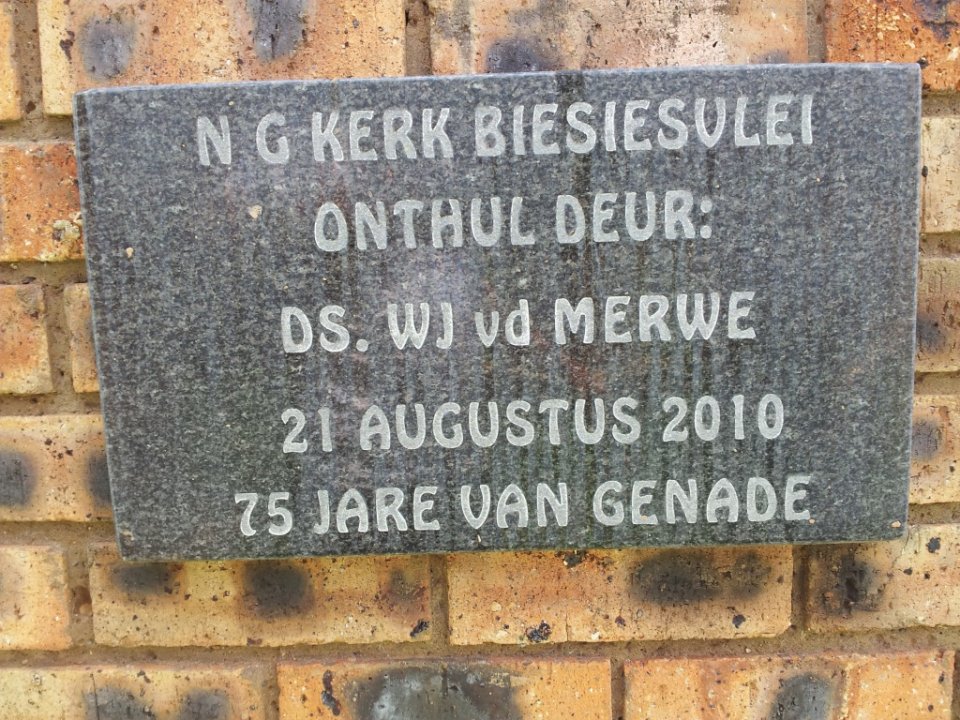 N G KERK BIESIESVLEI
ONTHUL DEUR:
DS. WJ vd MERWE
21 AUGUSTUS 2010
75 JARE VAN GENADE